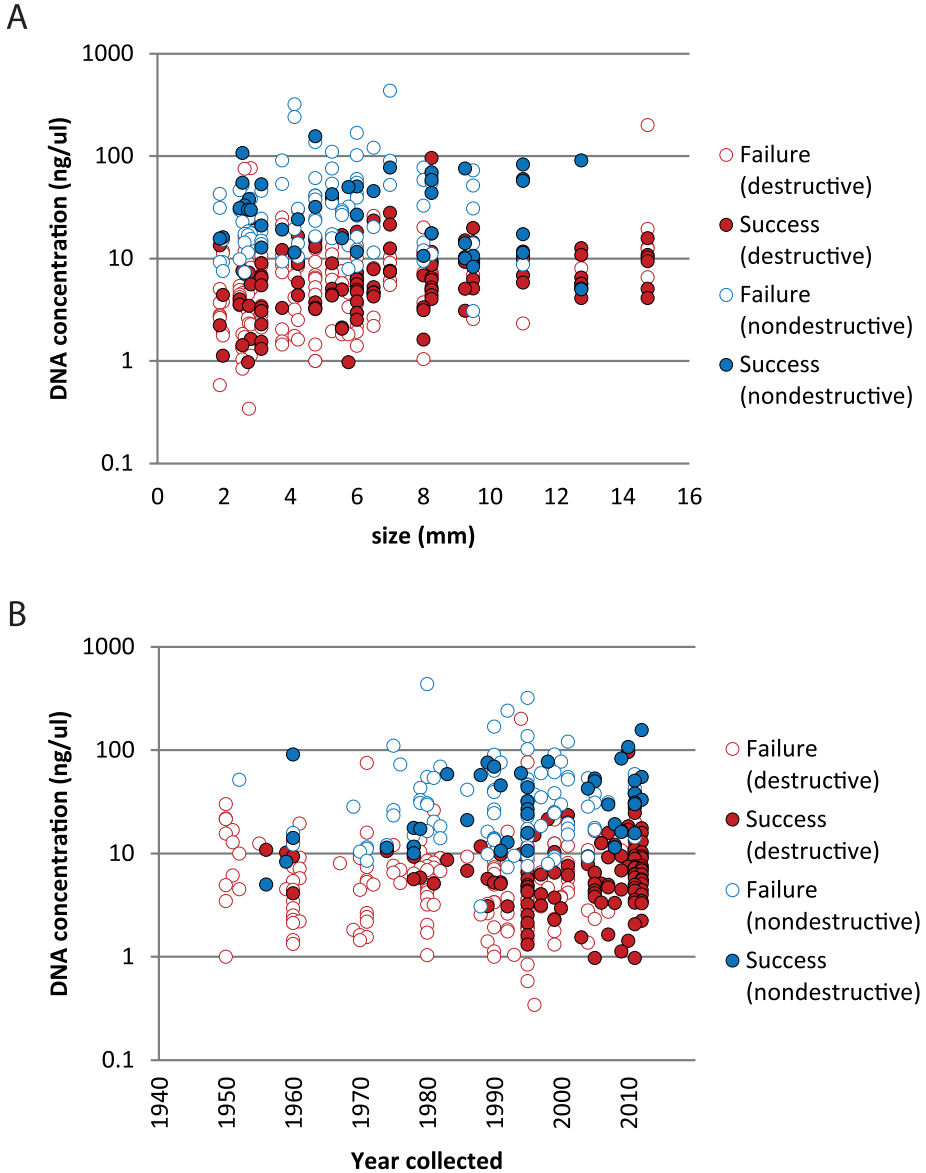 A
1000
100
10
1
0.1
DNA concentration (ng/ul)
0 2 4 6 8 10 12 14 16
size (mm)
Failure
(destructive)
Success
(destructive)
Failure
(nondestructive)
Success
(nondestructive)
B
1000
100
10
1
0.1
DNA concentration (ng/ul)
1940 1950 1960 1970 1980 1990 2000 2010
Year collected
Failure
(destructive)
Success
(destructive)
Failure
(nondestructive)
Success
(nondestructive)